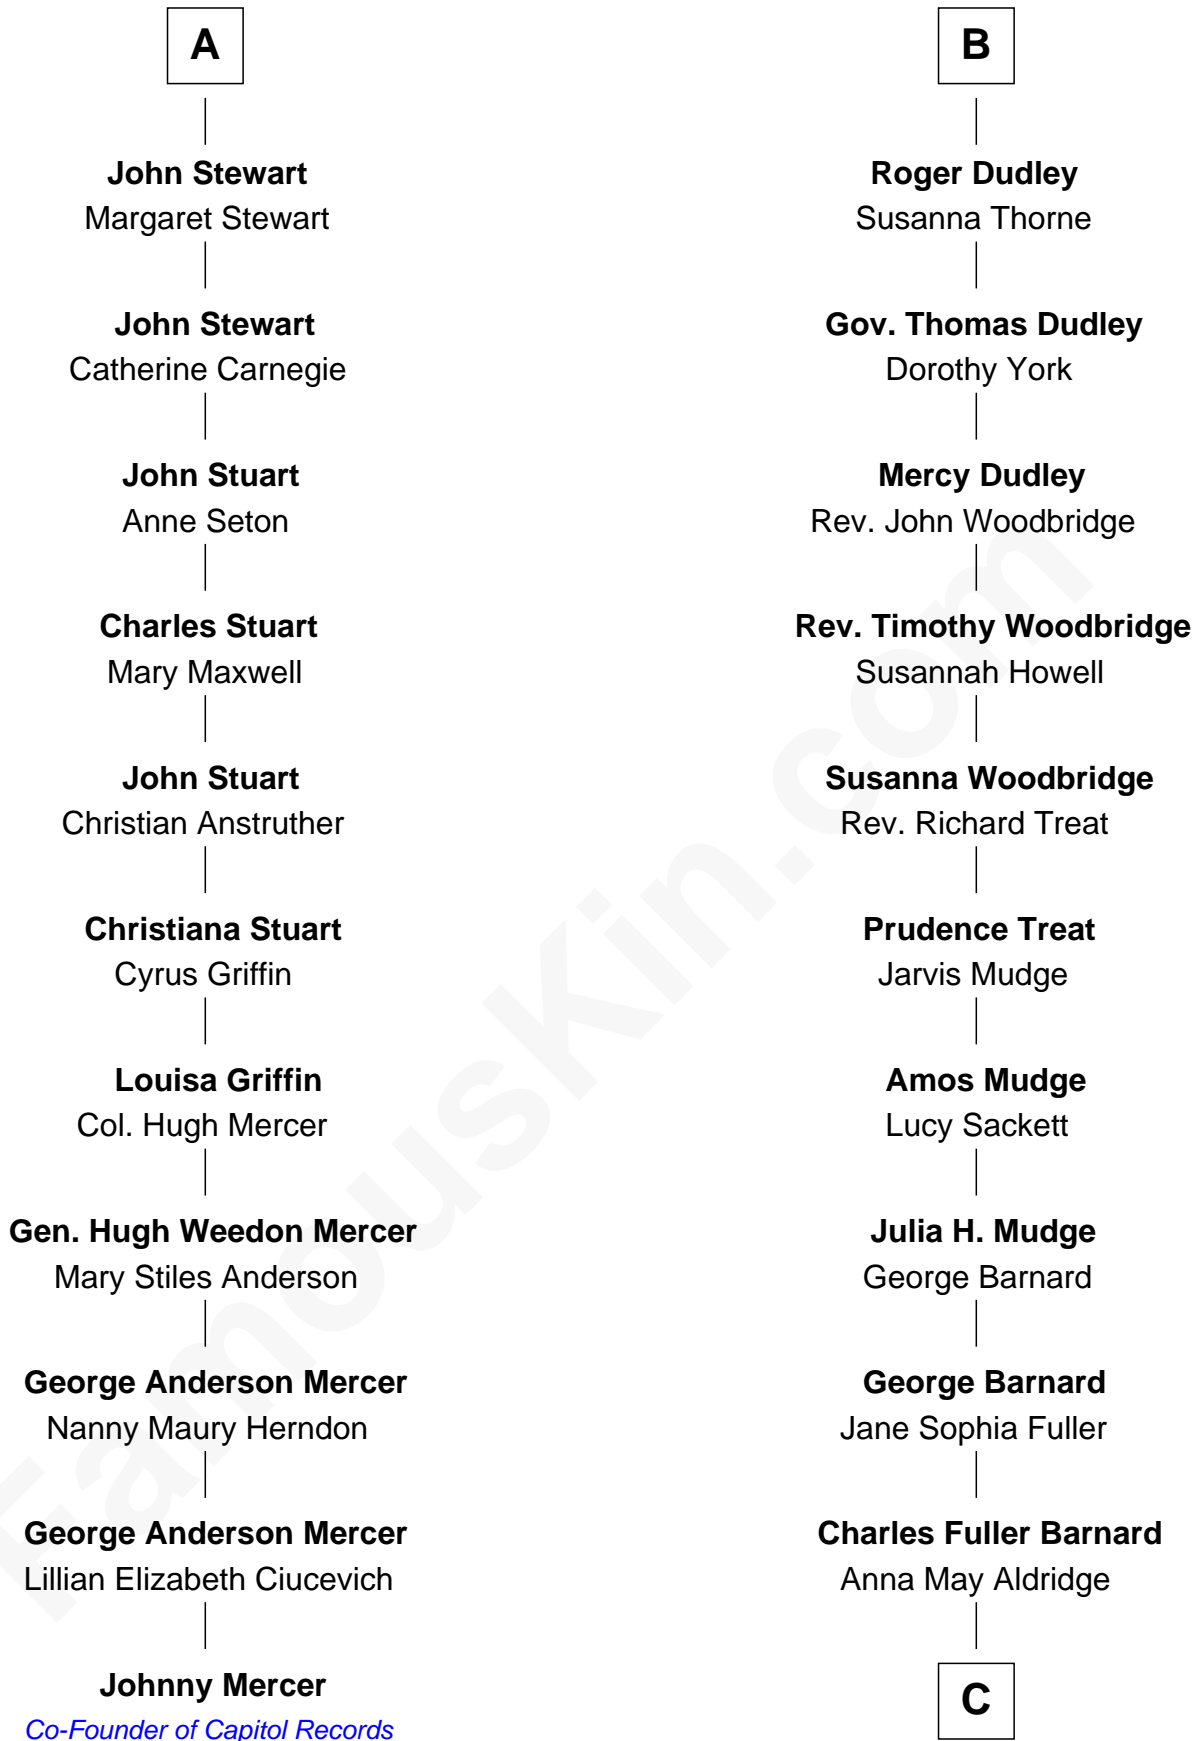 A
John Stewart
Margaret Stewart
John Stewart
Catherine Carnegie
John Stuart
Anne Seton
Charles Stuart
Mary Maxwell
John Stuart
Christian Anstruther
Christiana Stuart
Cyrus Griffin
Louisa Griffin
Col. Hugh Mercer
Gen. Hugh Weedon Mercer
Mary Stiles Anderson
George Anderson Mercer
Nanny Maury Herndon
George Anderson Mercer
Lillian Elizabeth Ciucevich
Johnny Mercer
Co-Founder of Capitol Records
B
Roger Dudley
Susanna Thorne
Gov. Thomas Dudley
Dorothy York
Mercy Dudley
Rev. John Woodbridge
Rev. Timothy Woodbridge
Susannah Howell
Susanna Woodbridge
Rev. Richard Treat
Prudence Treat
Jarvis Mudge
Amos Mudge
Lucy Sackett
Julia H. Mudge
George Barnard
George Barnard
Jane Sophia Fuller
Charles Fuller Barnard
Anna May Aldridge
C
FamousKin.com